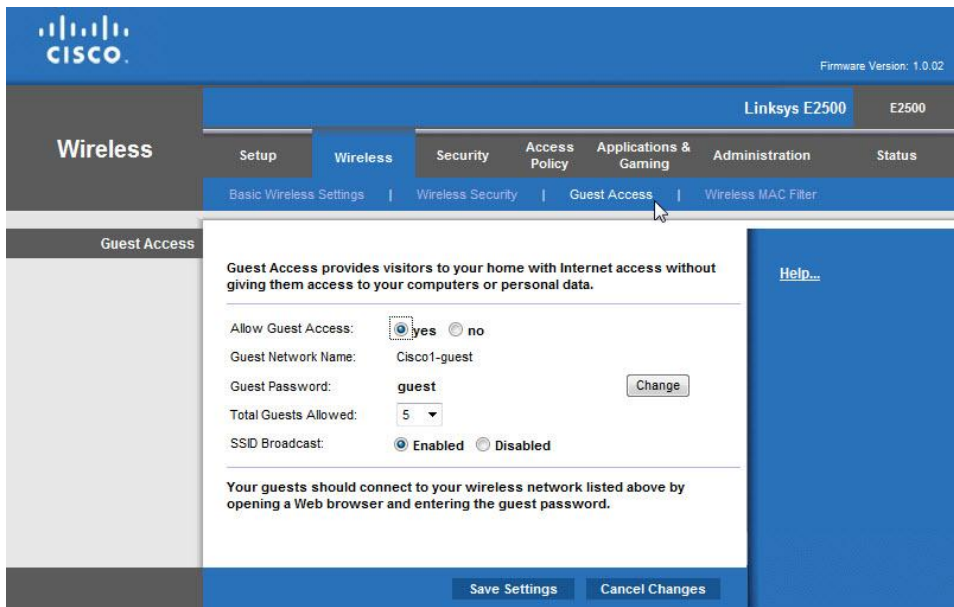 CISCO.
Firmware Version: 1.0.02
Linksys E2500 E2500
Wireless
Setup Wireless Security Access Policy Applications & Gaming Administration Status
Basic Wireless Settings | Wireless Security | Guest Access | Wireless MAC Filter
Guest Access
Guest Access provides visitors to your home with Internet access without
giving them access to your computers or personal data.
Help...
Allow Guest Access: yes no
Guest Network Name: Cisco1-guest
Guest Password: guest Change
Total Guests Allowed: 5
SSID Broadcast: Enabled Disabled
Your guests should connect to your wireless network listed above by
opening a Web browser and entering the guest password.
Save Settings Cancel Changes